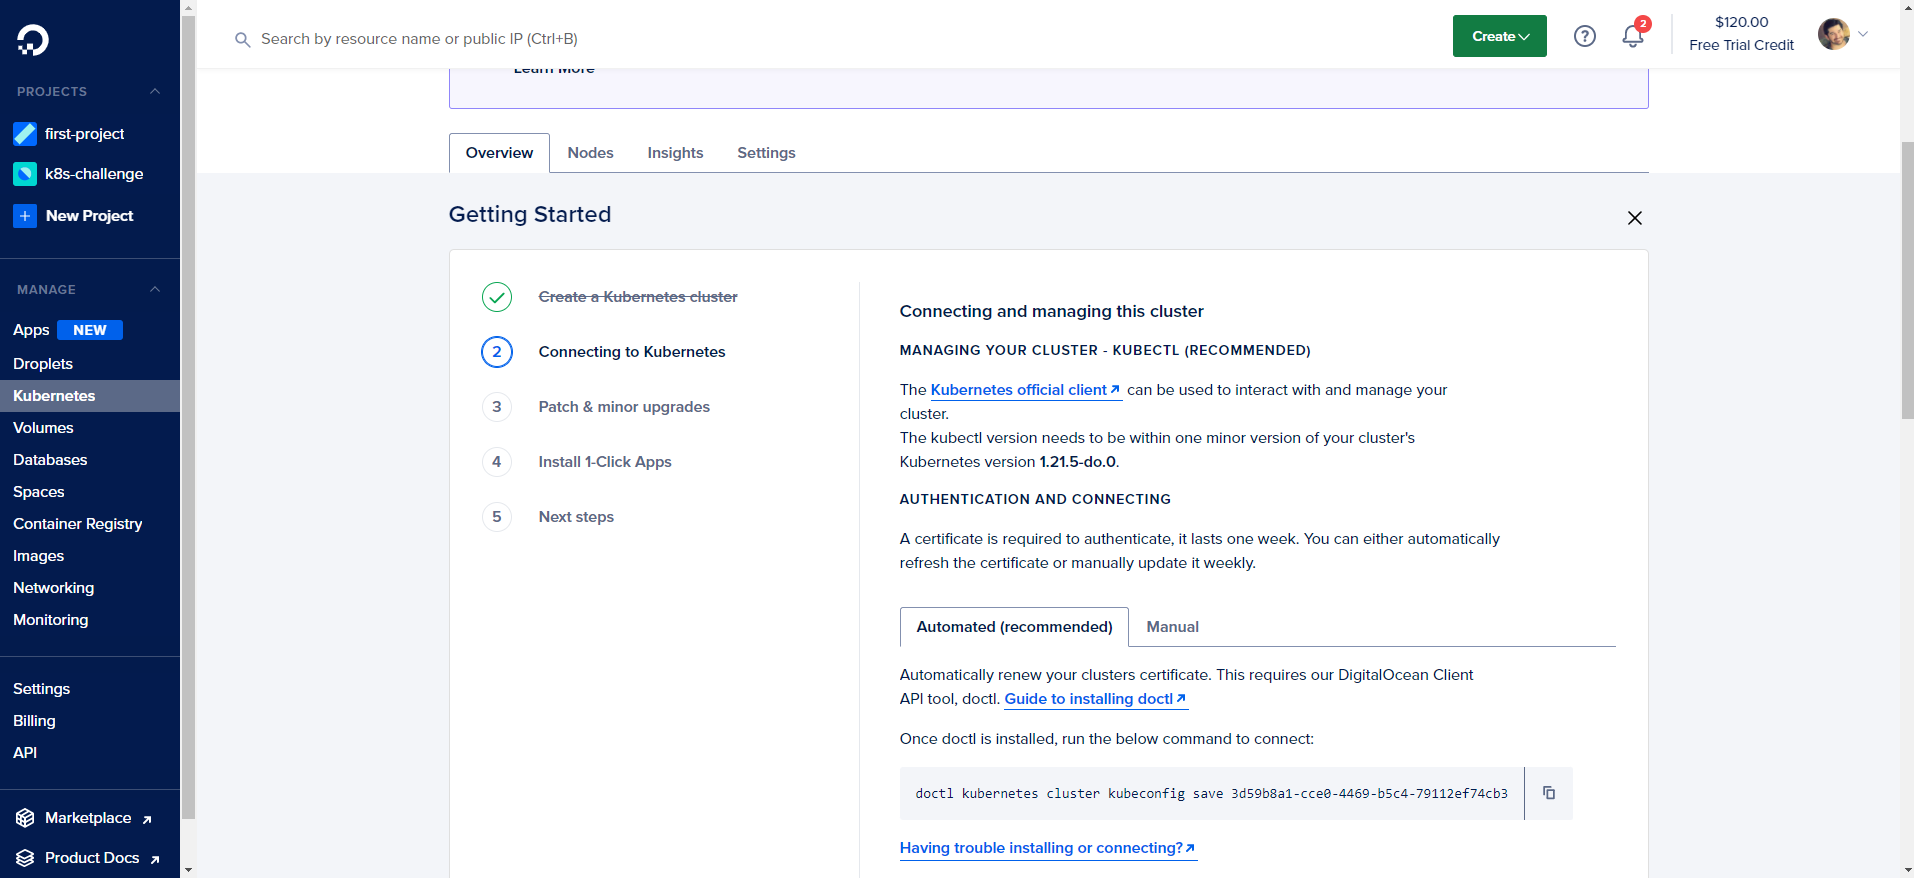 Search by resource name or public IP (Ctrl+B)
Create
2
$120.00
Free Trial Credit
PROJECTS
first-project
k8s-challenge
New Project
MANAGE
Apps NEW
Droplets
Kubernetes
Volumes
Databases
Spaces
Container Registry
Images
Networking
Monitoring
Settings
Billing
API
Marketplace
Product Docs
Learn More
Overview
Nodes
Insights
Settings
Getting Started
Create a Kubernetes cluster
2 Connecting to Kubernetes
3 Patch & minor upgrades
4 Install 1-Click Apps
5 Next steps
Connecting and managing this cluster
MANAGING YOUR CLUSTER - KUBECTL (RECOMMENDED)
The Kubernetes official client can be used to interact with and manage your
cluster.
The kubectl version needs to be within one minor version of your cluster's
Kubernetes version 1.21.5-do.0.
AUTHENTICATION AND CONNECTING
A certificate is required to authenticate, it lasts one week. You can either automatically
refresh the certificate or manually update it weekly.
Automated (recommended)
Manual
Automatically renew your clusters certificate. This requires our DigitalOcean Client
API tool, doctl. Guide to installing doctl
Once doctl is installed, run the below command to connect:
doctl kubernetes cluster kubeconfig save 3d59b8a1-cce0-4469-b5c4-79112ef74cb3
Having trouble installing or connecting?